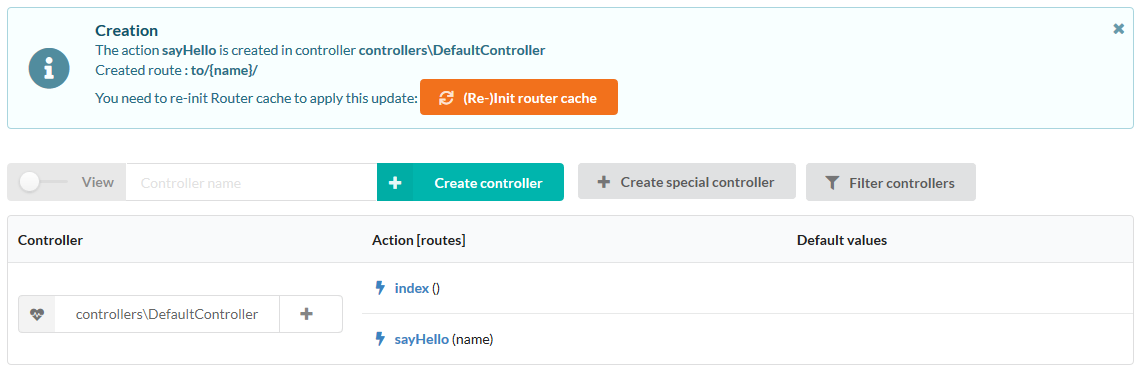 Creation
The action sayHello is created in controller controllers\DefaultController
Created route : to/{name}/
You need to re-init Router cache to apply this update: (Re-)Init router cache
View Controller name Create controller Create special controller Filter controllers
Controller Action [routes] Default values
index ()
controllers\DefaultController
sayHello (name)